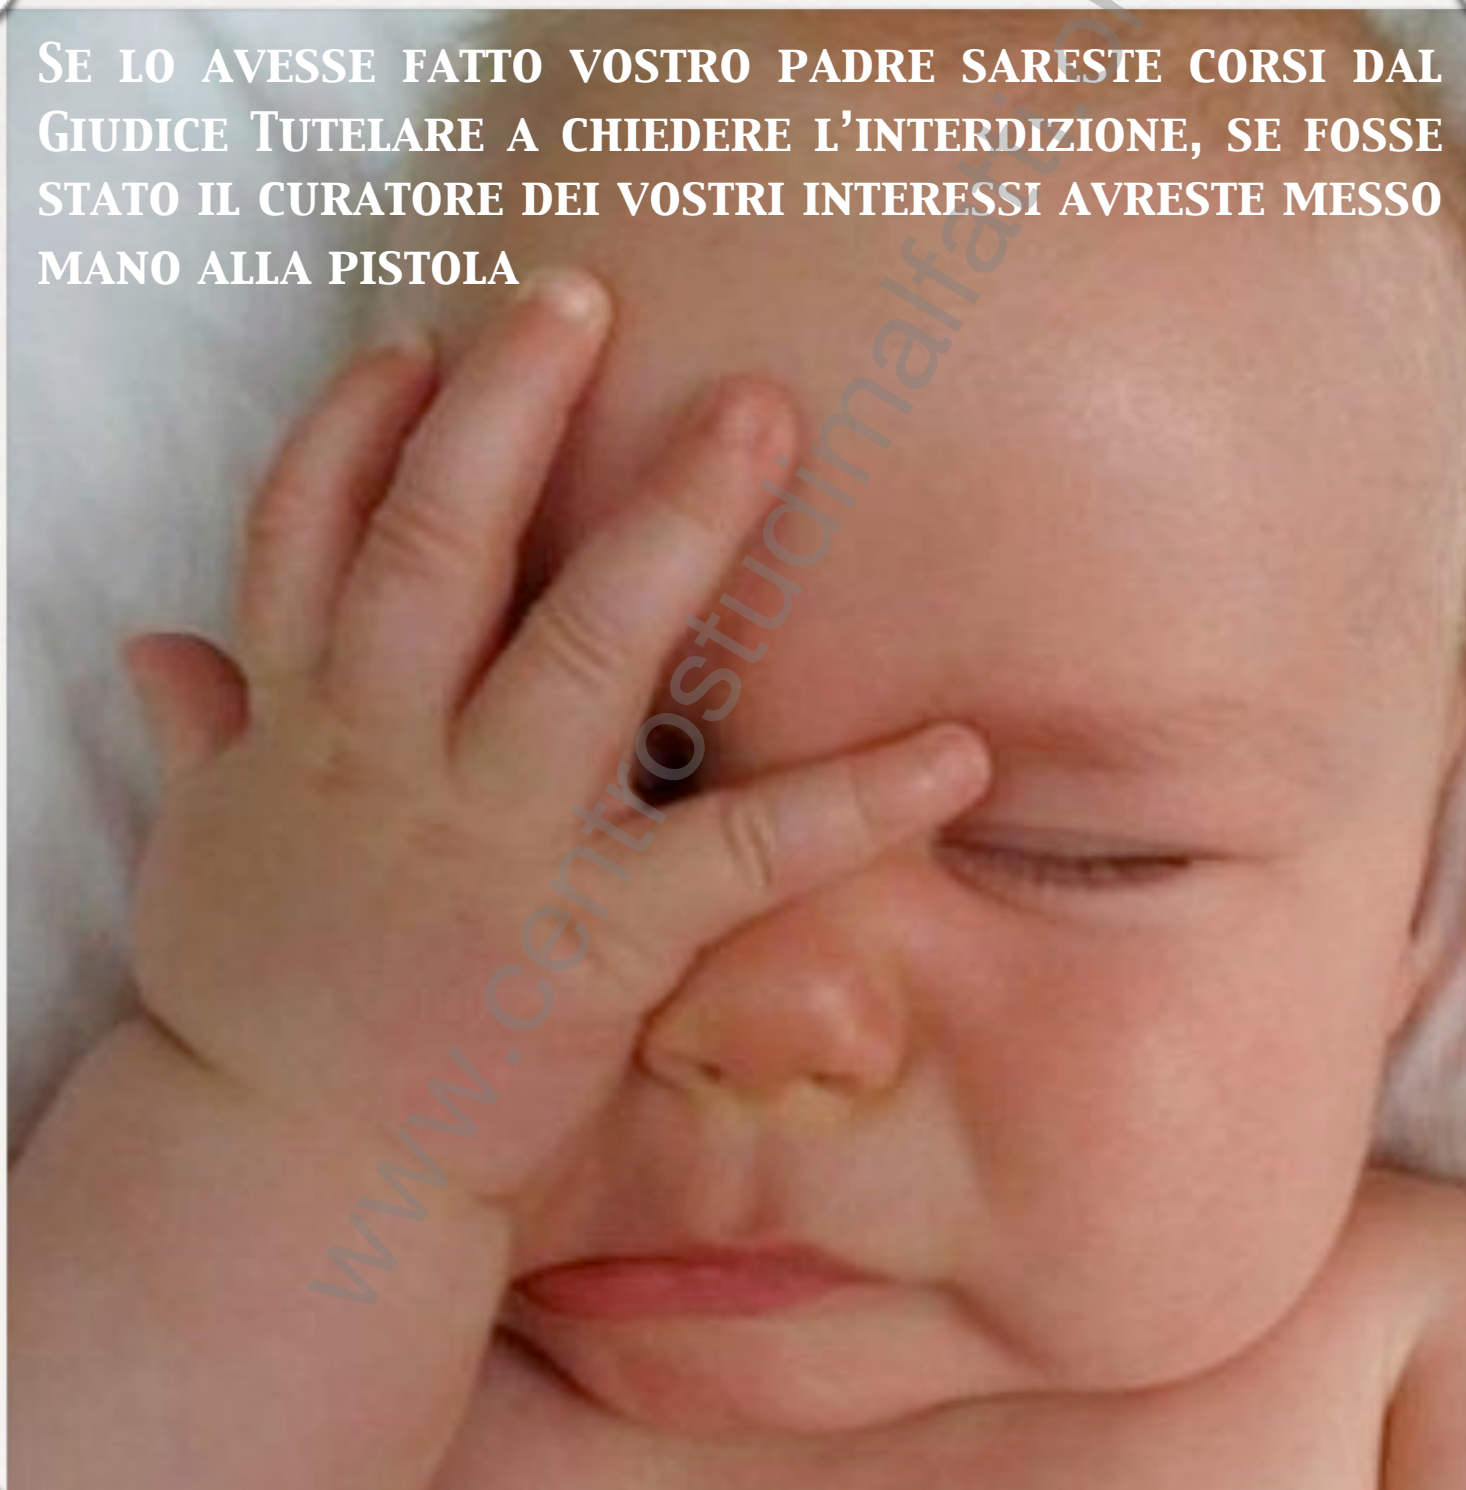 Se lo avesse fatto vostro padre sareste corsi dal
Giudice Tutelare a chiedere l’interdizione, se fosse
stato il curatore dei vostri interessi avreste messo
mano alla pistola
www.centrostudimalfatti.